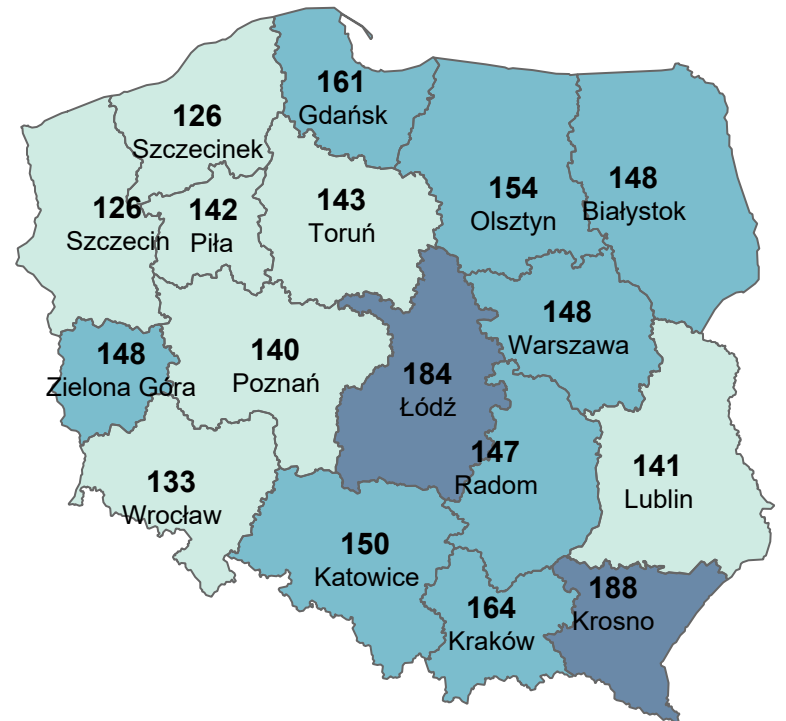 161
Gdańsk
126
Szczecinek
154
Olsztyn
148
Białystok
143
Toruń
126
Szczecin
142
Piła
148
Warszawa
148
Zielona Góra
140
Poznań
184
Łódź
147
Radom
141
Lublin
133
Wrocław
150
Katowice
188
Krosno
164
Kraków